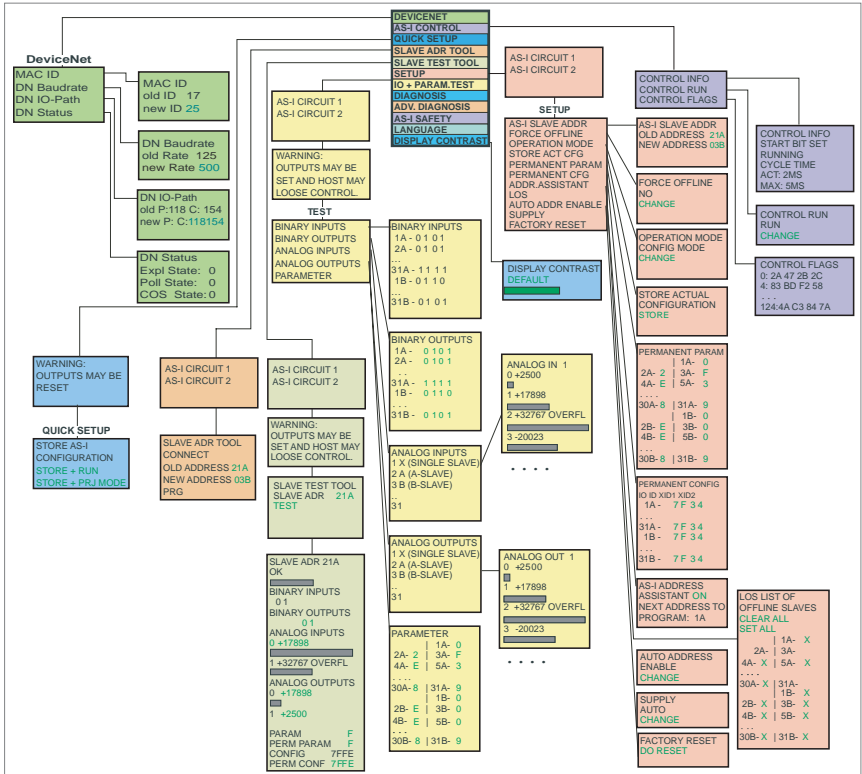 DEVICENET
AS-I CONTROL
QUICK SETUP
SLAVE ADR TOOL
SLAVE TEST TOOL
SETUP
IO + PARAM.TEST
DIAGNOSIS
ADV. DIAGNOSIS
AS-I SAFETY
LANGUAGE
DISPLAY CONTRAST
DeviceNet
MAC ID
DN Baudrate
DN IO-Path
DN Status
MAC ID
old ID 17
new ID 25
DN Baudrate
old Rate 125
new Rate 500
DN IO-Path
old P:118 C: 154
new P: C:118154
DN Status
Expl State: 0
Poll State: 0
COS State: 0
WARNING:
OUTPUTS MAY BE
RESET
QUICK SETUP
STORE AS-I
CONFIGURATION
STORE + RUN
STORE + PRJ MODE
AS-I CIRCUIT 1
AS-I CIRCUIT 2
SLAVE ADR TOOL
CONNECT
OLD ADDRESS 21A
NEW ADDRESS 03B
PRG
AS-I CIRCUIT 1
AS-I CIRCUIT 2
WARNING:
OUTPUTS MAY BE
SET AND HOST MAY
LOOSE CONTROL.
SLAVE TEST TOOL
SLAVE ADR 21A
TEST
SLAVE ADR 21A
OK
BINARY INPUTS
0 1
BINARY OUTPUTS
0 1
ANALOG INPUTS
0 +17898
1 +32767 OVERFL
ANALOG OUTPUTS
0 +17898
1 +2500
PARAM F
PERM PARAM F
CONFIG 7FFE
PERM CONF 7FFE
AS-I CIRCUIT 1
AS-I CIRCUIT 2
WARNING:
OUTPUTS MAY BE
SET AND HOST MAY
LOOSE CONTROL.
TEST
BINARY INPUTS
BINARY OUTPUTS
ANALOG INPUTS
ANALOG OUTPUTS
PARAMETER
BINARY INPUTS
1A - 0 1 0 1
2A - 0 1 0 1
...
31A - 1 1 1 1
1B - 0 1 1 0
...
31B - 0 1 0 1
BINARY OUTPUTS
1A - 0 1 0 1
2A - 0 1 0 1
...
31A - 1 1 1 1
1B - 0 1 1 0
...
31B - 0 1 0 1
ANALOG INPUTS
1 X (SINGLE SLAVE)
2 A (A-SLAVE)
3 B (B-SLAVE)
..
31
ANALOG OUTPUTS
1 X (SINGLE SLAVE)
2 A (A-SLAVE)
3 B (B-SLAVE)
..
31
PARAMETER
| 1A- 0
2A- 2 | 3A- F
4A- E | 5A- 3
....
30A- 8 | 31A- 9
| 1B- 0
2B- E | 3B- 0
4B- E | 5B- 0
...
30B- 8 | 31B- 9
ANALOG IN 1
0 +2500
1 +17898
2 +32767 OVERFL
3 -20023
. . . .
ANALOG OUT 1
0 +2500
1 +17898
2 +32767 OVERFL
3 -20023
. . . .
AS-I CIRCUIT 1
AS-I CIRCUIT 2
SETUP
AS-I SLAVE ADDR
FORCE OFFLINE
OPERATION MODE
STORE ACT CFG
PERMANENT PARAM
PERMANENT CFG
ADDR.ASSISTANT
LOS
AUTO ADDR ENABLE
SUPPLY
FACTORY RESET
DISPLAY CONTRAST
DEFAULT
AS-I SLAVE ADDR
OLD ADDRESS 21A
NEW ADDRESS 03B
FORCE OFFLINE
NO
CHANGE
OPERATION MODE
CONFIG MODE
CHANGE
STORE ACTUAL
CONFIGURATION
STORE
PERMANENT PARAM
| 1A- 0
2A- 2 | 3A- F
4A- E | 5A- 3
....
30A- 8 | 31A- 9
| 1B- 0
2B- E | 3B- 0
4B- E | 5B- 0
...
30B- 8 | 31B- 9
PERMANENT CONFIG
IO ID XID1 XID2
1A - 7 F 3 4
...
31A - 7 F 3 4
1B - 7 F 3 4
...
31B - 7 F 3 4
AS-I ADDRESS
ASSISTANT ON
NEXT ADDRESS TO
PROGRAM: 1A
AUTO ADDRESS
ENABLE
CHANGE
SUPPLY
AUTO
CHANGE
FACTORY RESET
DO RESET
LOS LIST OF
OFFLINE SLAVES
CLEAR ALL
SET ALL
| 1A- X
2A- | 3A-
4A- X | 5A- X
....
30A- X | 31A-
| 1B- X
2B- X | 3B- X
4B- X | 5B- X
...
30B- X | 31B- X
CONTROL INFO
CONTROL RUN
CONTROL FLAGS
CONTROL INFO
START BIT SET
RUNNING
CYCLE TIME
ACT: 2MS
MAX: 5MS
CONTROL RUN
RUN
CHANGE
CONTROL FLAGS
0: 2A 47 2B 2C
4: 83 BD F2 58
. . .
124:4A C3 84 7A